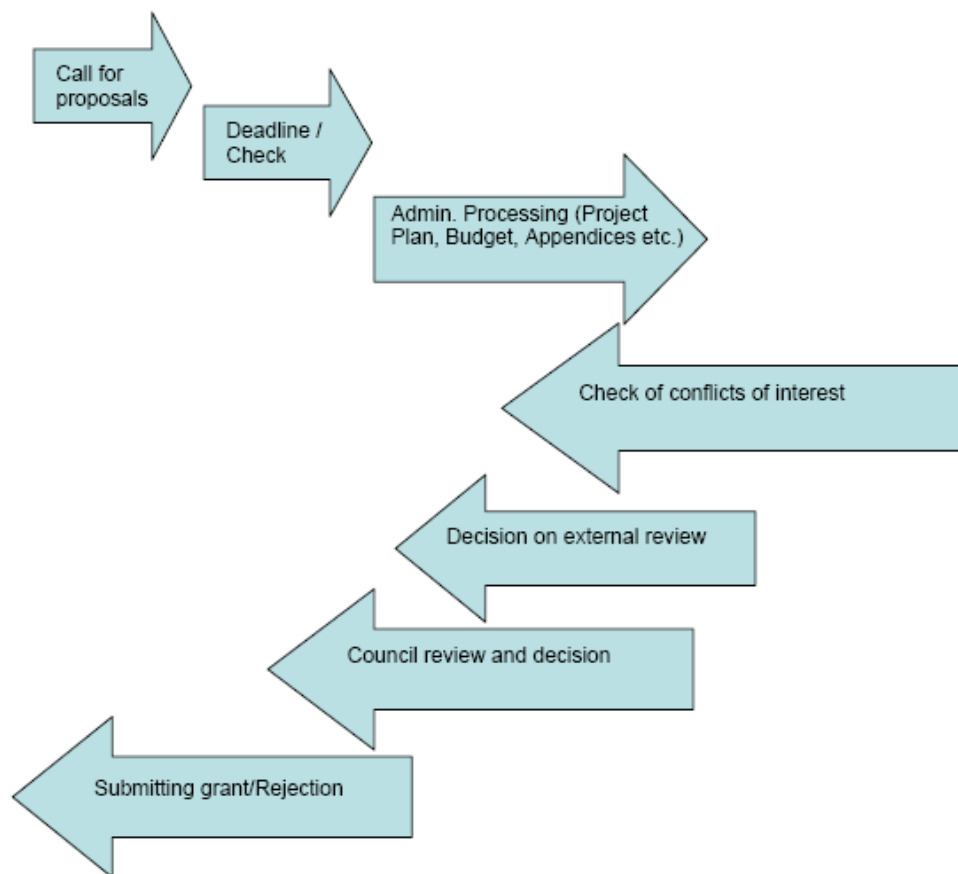 Call for
proposals
Deadline /
Check
Admin. Processing (Project
Plan, Budget, Appendices etc.)
Check of conflicts of interest
Decision on external review
Council review and decision
Submitting grant/Rejection